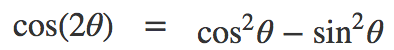 cos(2θ) = cos²θ – sin²θ